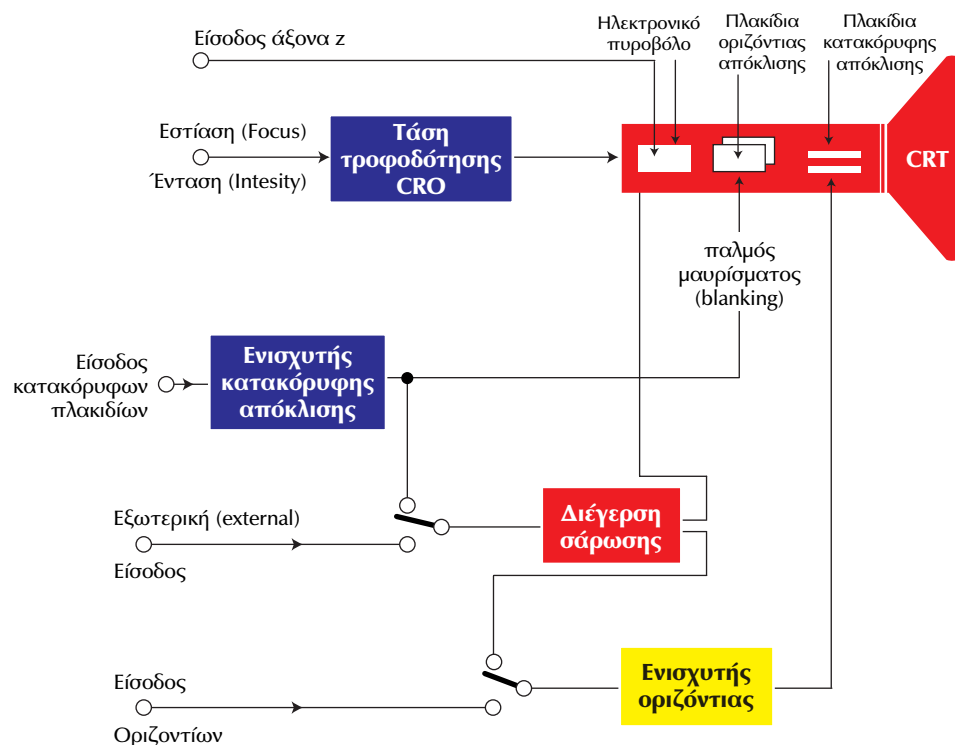 Είσοδος άξονα z
Ηλεκτρονικό
πυροβόλο
Πλακίδια
οριζόντιας
απόκλισης
Πλακίδια
κατακόρυφης
απόκλισης
Εστίαση (Focus)
Ένταση (Intesity)
Τάση
τροφοδότησης
CRO
CRT
παλμός
μαυρίσματος
(blanking)
Είσοδος
κατακόρυφων
πλακιδίων
Ενισχυτής
κατακόρυφης
απόκλισης
Εξωτερική (external)
Είσοδος
Διέγερση
σάρωσης
Είσοδος
Οριζοντίων
Ενισχυτής
οριζόντιας